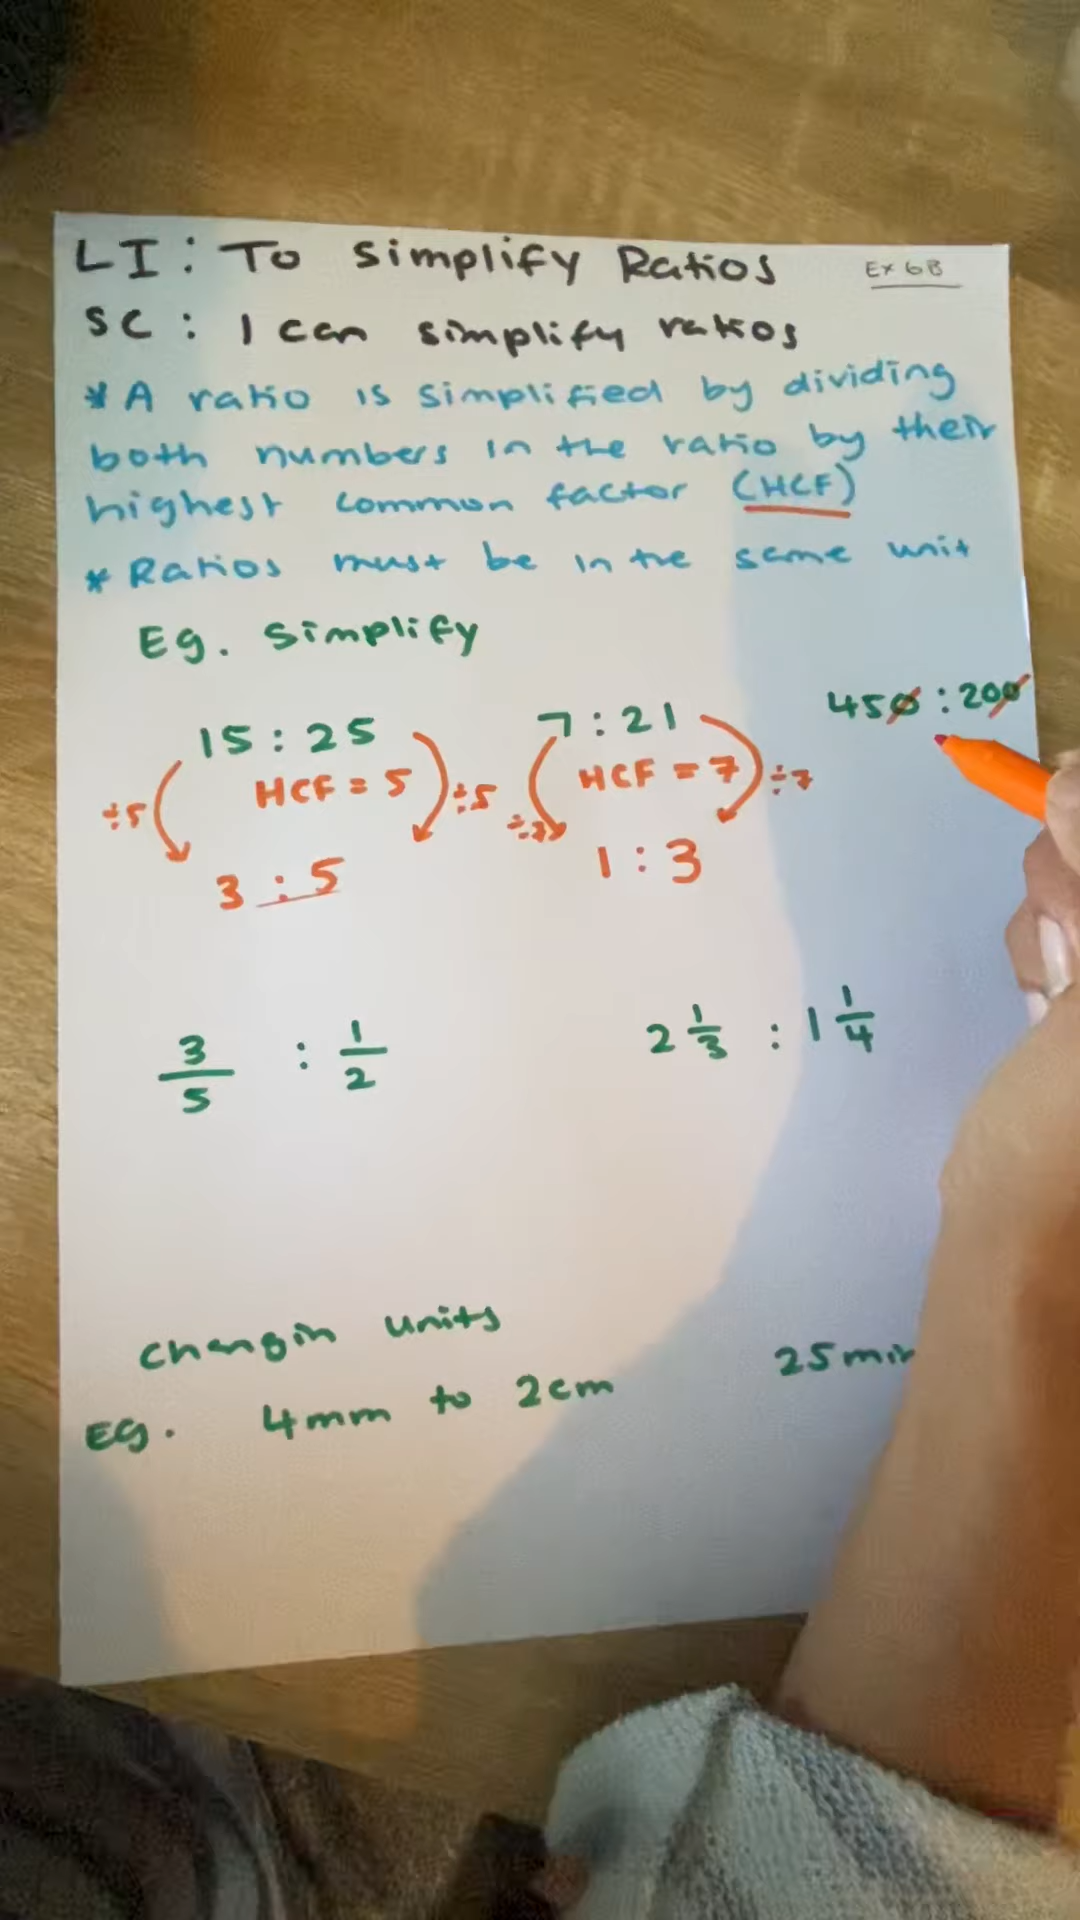 LI: To simplify Ratios
Ex 6B
SC: I can simplify ratios
* A ratio is simplified by dividing
both numbers in the ratio by their
highest common factor (HCF)
* Ratios must be in the same unit
Eg. Simplify
15:25
HCF = 5
÷5
÷5
3:5
7:21
HCF = 7
÷7
÷7
1:3
450:200
3/5 : 1/2
2 1/3 : 1 1/4
Changin units
EG. 4mm to 2cm
25min